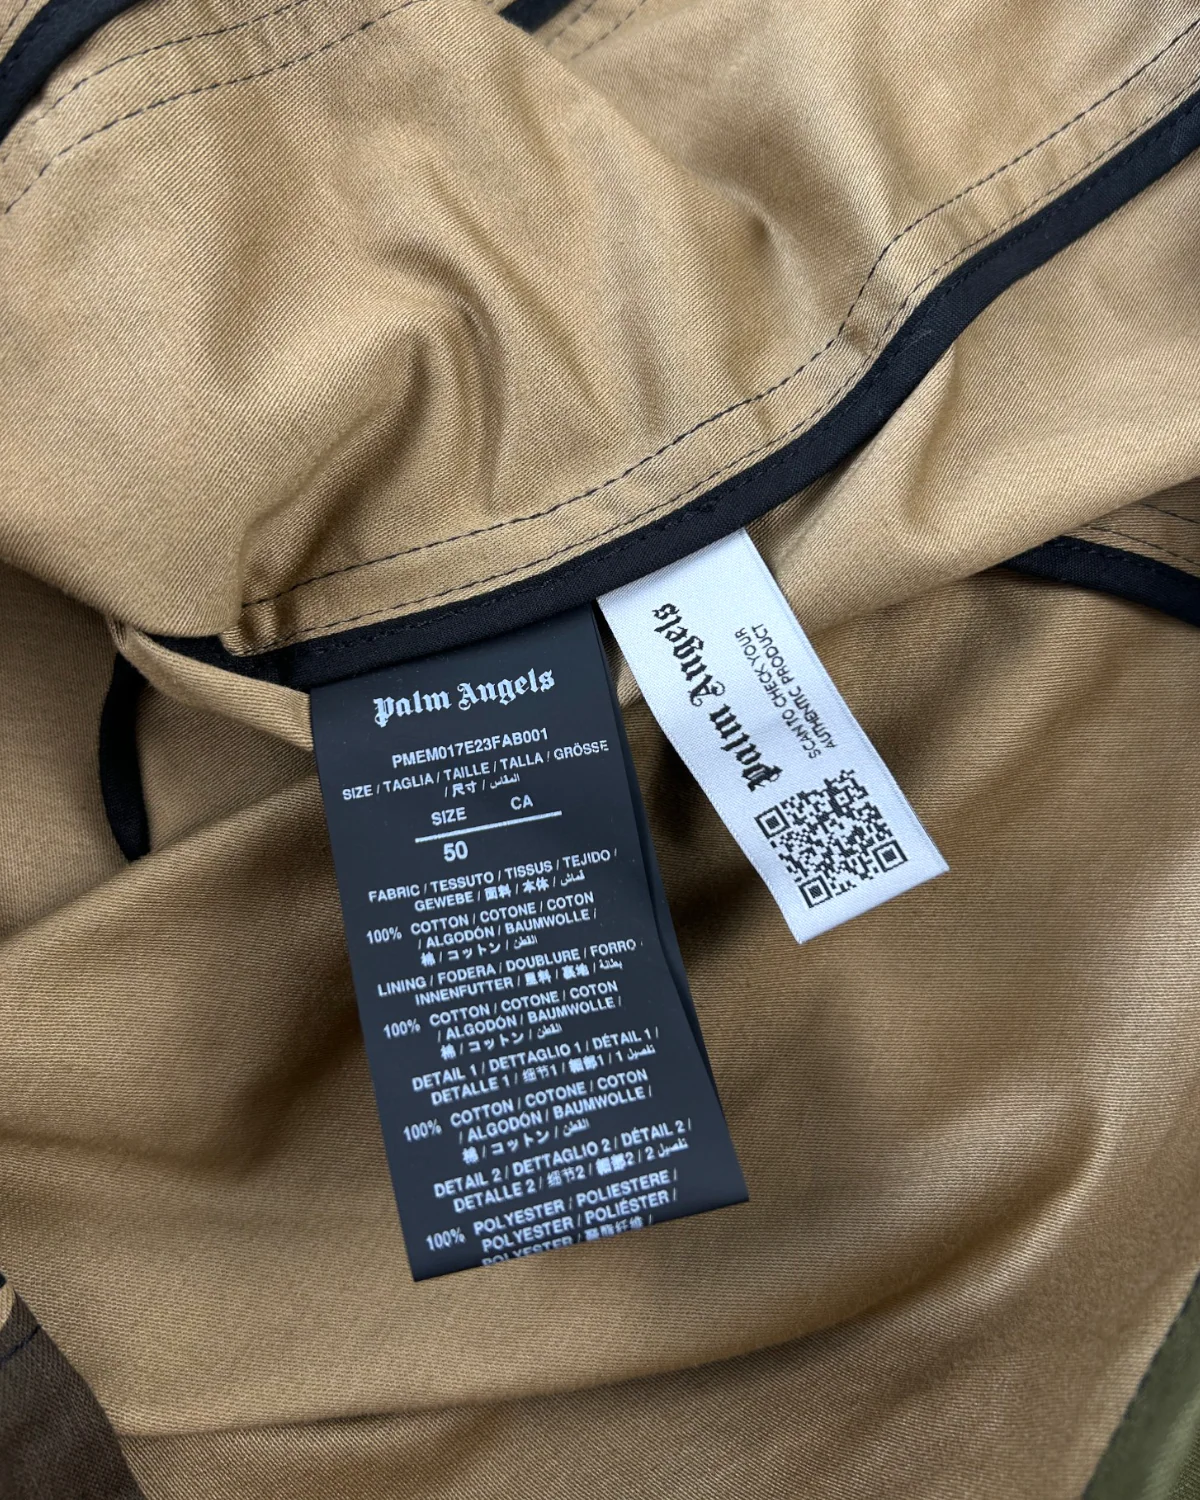 Palm Angels
PMEM017E23FAB001
SIZE / TAGLIA / TAILLE / TALLA / GRÖSSE
/ 尺寸 / المقاس
SIZE CA
50
FABRIC / TESSUTO / TISSUS / TEJIDO /
GEWEBE / 面料 / 本体 / قماش
100% COTTON / COTONE / COTON
/ ALGODÓN / BAUMWOLLE /
棉 / コットン / القطن
LINING / FODERA / DOUBLURE / FORRO
INNENFUTTER / 里料 / 裏地 / بطانة
100% COTTON / COTONE / COTON
/ ALGODÓN / BAUMWOLLE /
棉 / コットン / القطن
DETAIL 1 / DETTAGLIO 1 / DÉTAIL 1 /
DETALLE 1 / 细节1 / 細部1 / تفصيل 1
100% COTTON / COTONE / COTON
/ ALGODÓN / BAUMWOLLE /
棉 / コットン / القطن
DETAIL 2 / DETTAGLIO 2 / DÉTAIL 2 /
DETALLE 2 / 细节2 / 細部2 / تفصيل 2
100% POLYESTER / POLIESTERE /
POLYESTER / POLIÉSTER /
POLYESTER / 聚酯纤维 /
Palm Angels
SCAN TO CHECK YOUR
AUTHENTIC PRODUCT